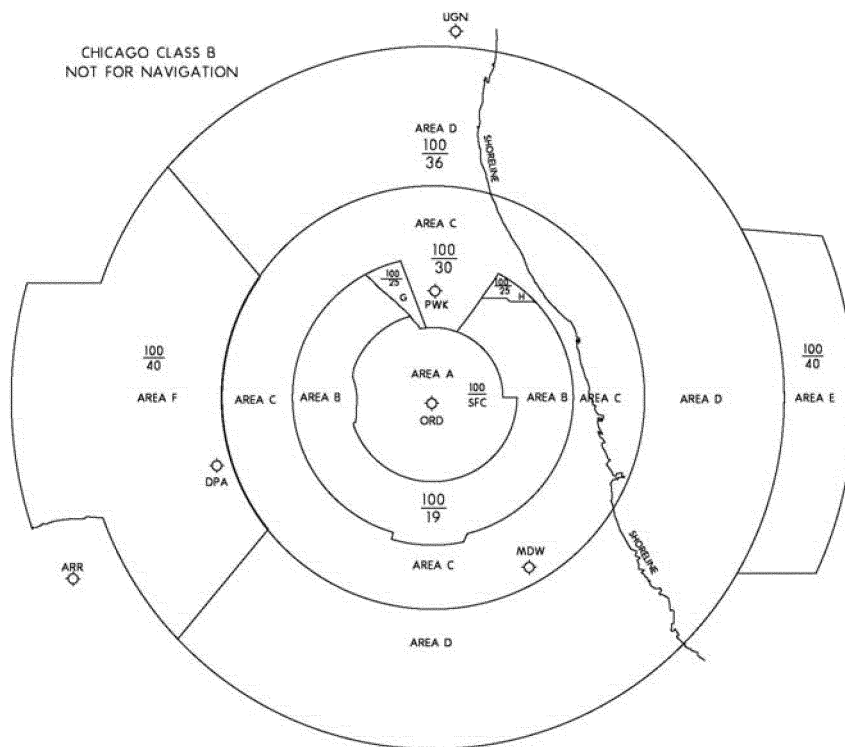 UGN
CHICAGO CLASS B
NOT FOR NAVIGATION
AREA D
100
36
SHORELINE
AREA C
100
30
100
25
G
PWK
100
25
H
100
40
AREA F
100
40
AREA E
AREA A
100
SFC
ORD
AREA C
AREA B
AREA B
AREA C
AREA D
DPA
100
19
ARR
AREA C
MDW
SHORELINE
AREA D